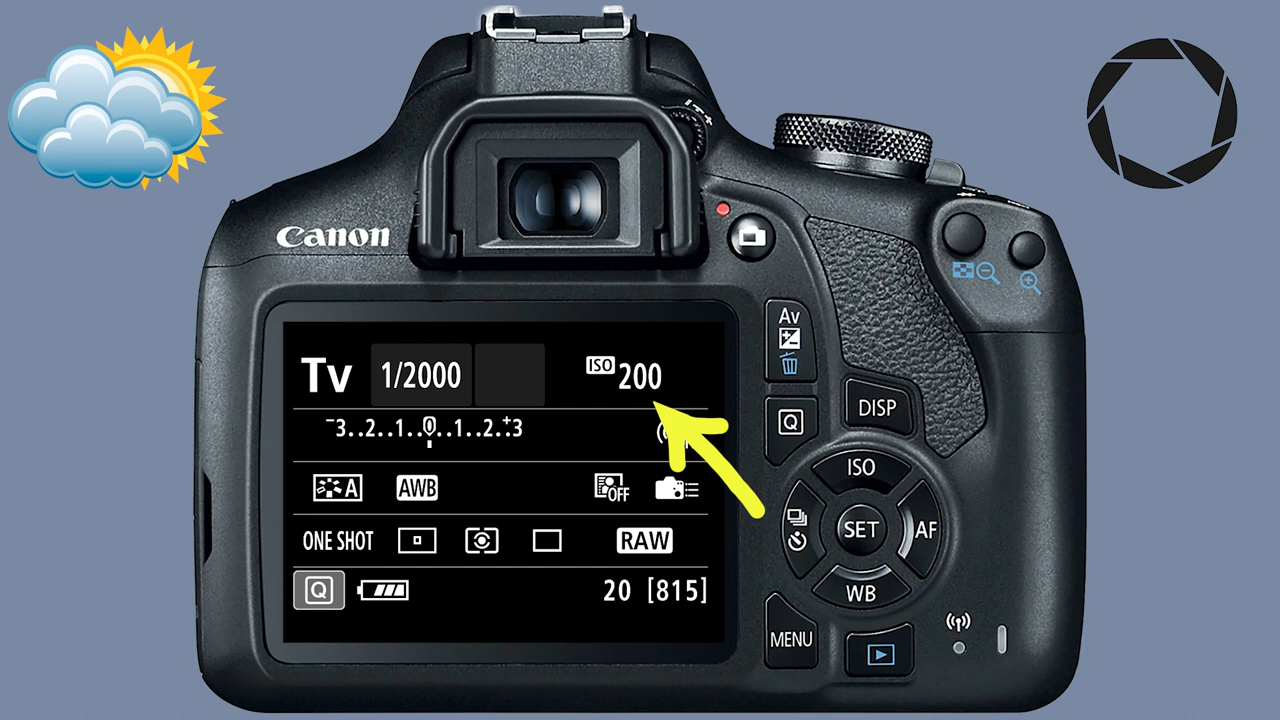 Canon
Tv 1/2000 ISO 200
-3..2..1..0..1..2.+3
A AWB OFF
ONE SHOT RAW
Q 20 [815]
Av
Q DISP
ISO
SET AF
WB
MENU